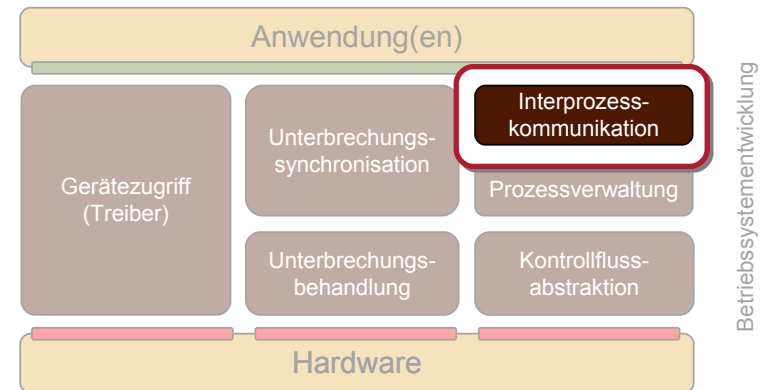 Anwendung(en)
Interprozess-
kommunikation
Unterbrechungs-
synchronisation
Gerätezugriff
(Treiber)
Prozessverwaltung
Unterbrechungs-
behandlung
Kontrollfluss-
abstraktion
Hardware
Betriebssystementwicklung